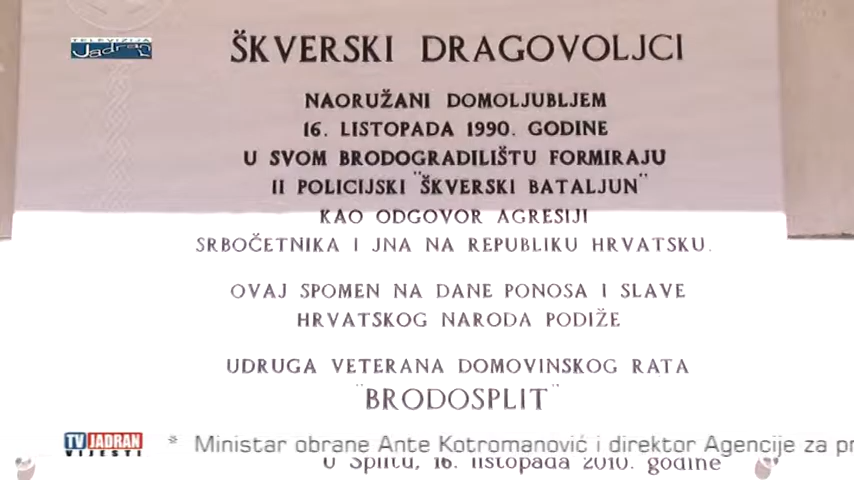 TELEVIZIJA
Jadran
ŠKVERSKI DRAGOVOLJCI
NAORUŽANI DOMOLJUBLJEM
16. LISTOPADA 1990. GODINE
U SVOM BRODOGRADILIŠTU FORMIRAJU
II POLICIJSKI "ŠKVERSKI BATALJUN"
KAO ODGOVOR AGRESIJI
SRBOČETNIKA I JNA NA REPUBLIKU HRVATSKU.
OVAJ SPOMEN NA DANE PONOSA I SLAVE
HRVATSKOG NARODA PODIŽE
UDRUGA VETERANA DOMOVINSKOG RATA
"BRODOSPLIT"
TV JADRAN
VIJESTI
* Ministar obrane Ante Kotromanović i direktor Agencije za pr
U Splitu, 16. listopada 2010. godine